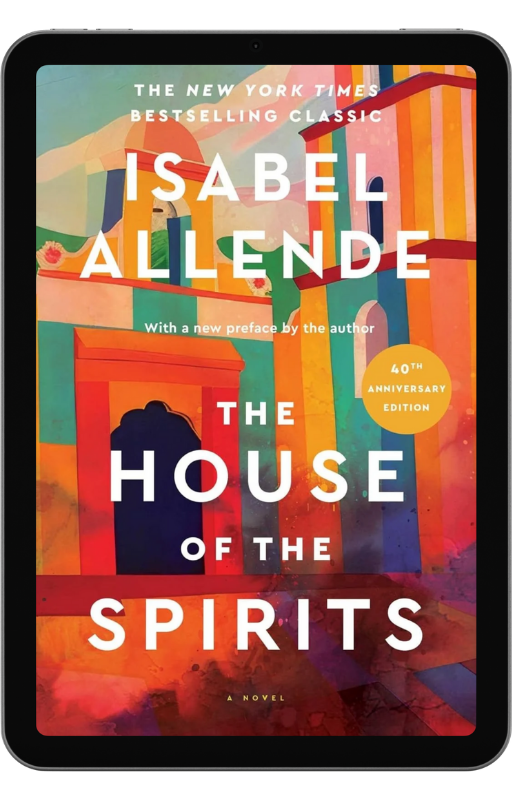 THE NEW YORK TIMES
BESTSELLING CLASSIC
ISABEL
ALLENDE
With a new preface by the author
40TH
ANNIVERSARY
EDITION
THE
HOUSE
OF THE
SPIRITS
A NOVEL